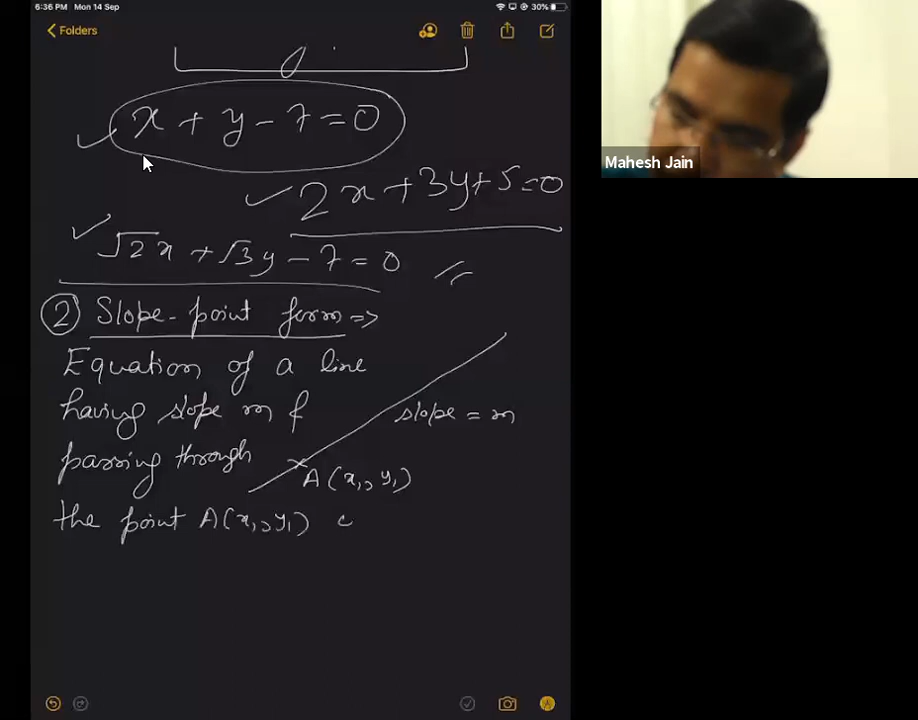 6:36 PM Mon 14 Sep
30%
Folders
x + y - 7 = 0
2x + 3y + 5 = 0
√2x + √3y - 7 = 0
Mahesh Jain
② Slope-point form =>
Equation of a line
having slope m &
passing through
the point A(x₁, y₁)
slope = m
A(x₁, y₁)